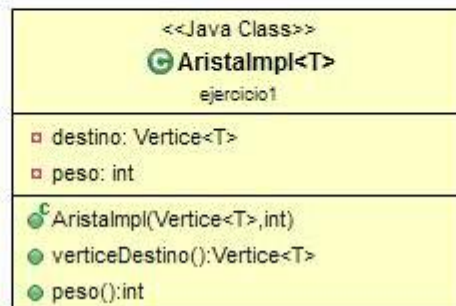 <<Java Class>>
AristaImpl<T>
ejercicio1
destino: Vertice<T>
peso: int
AristaImpl(Vertice<T>,int)
verticeDestino():Vertice<T>
peso():int